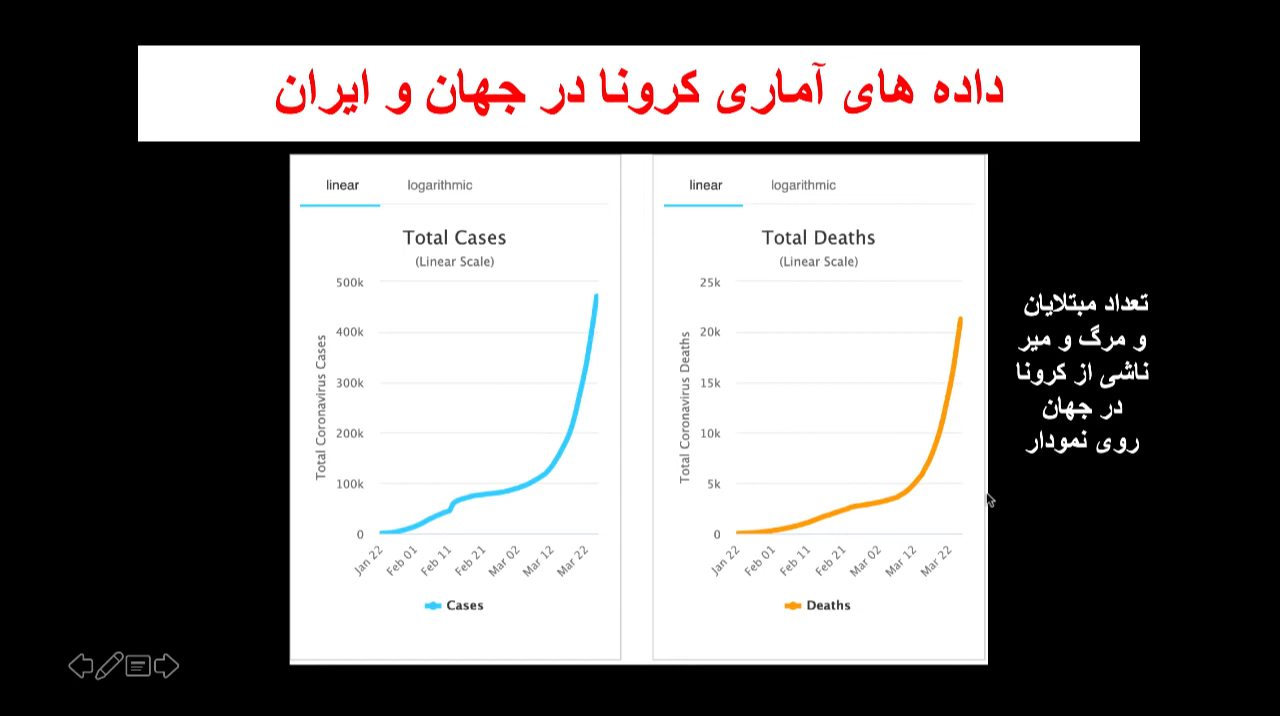 داده های آماری کرونا در جهان و ایران
linear
logarithmic
Total Cases
(Linear Scale)
Total Coronavirus Cases
500k
400k
300k
200k
100k
0
Jan 22
Feb 01
Feb 11
Feb 21
Mar 02
Mar 12
Mar 22
Cases
linear
logarithmic
Total Deaths
(Linear Scale)
Total Coronavirus Deaths
25k
20k
15k
10k
5k
0
Jan 22
Feb 01
Feb 11
Feb 21
Mar 02
Mar 12
Mar 22
Deaths
تعداد مبتلایان
و مرگ و میر
ناشی از کرونا
در جهان
روی نمودار